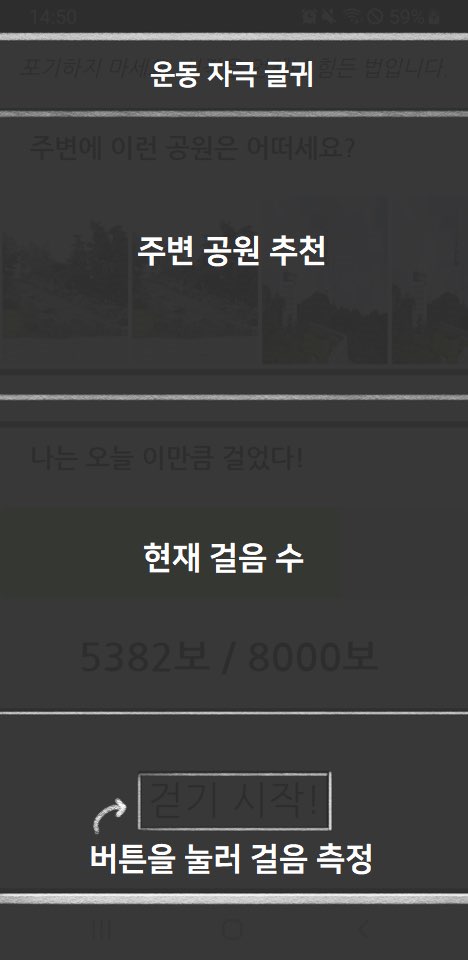 14:50 59%
운동 자극 글귀
포기하지 마세 힘든 법입니다.
주변에 이런 공원은 어떠세요?
주변 공원 추천
나는 오늘 이만큼 걸었다!
현재 걸음 수
5382보 / 8000보
걷기 시작!
버튼을 눌러 걸음 측정